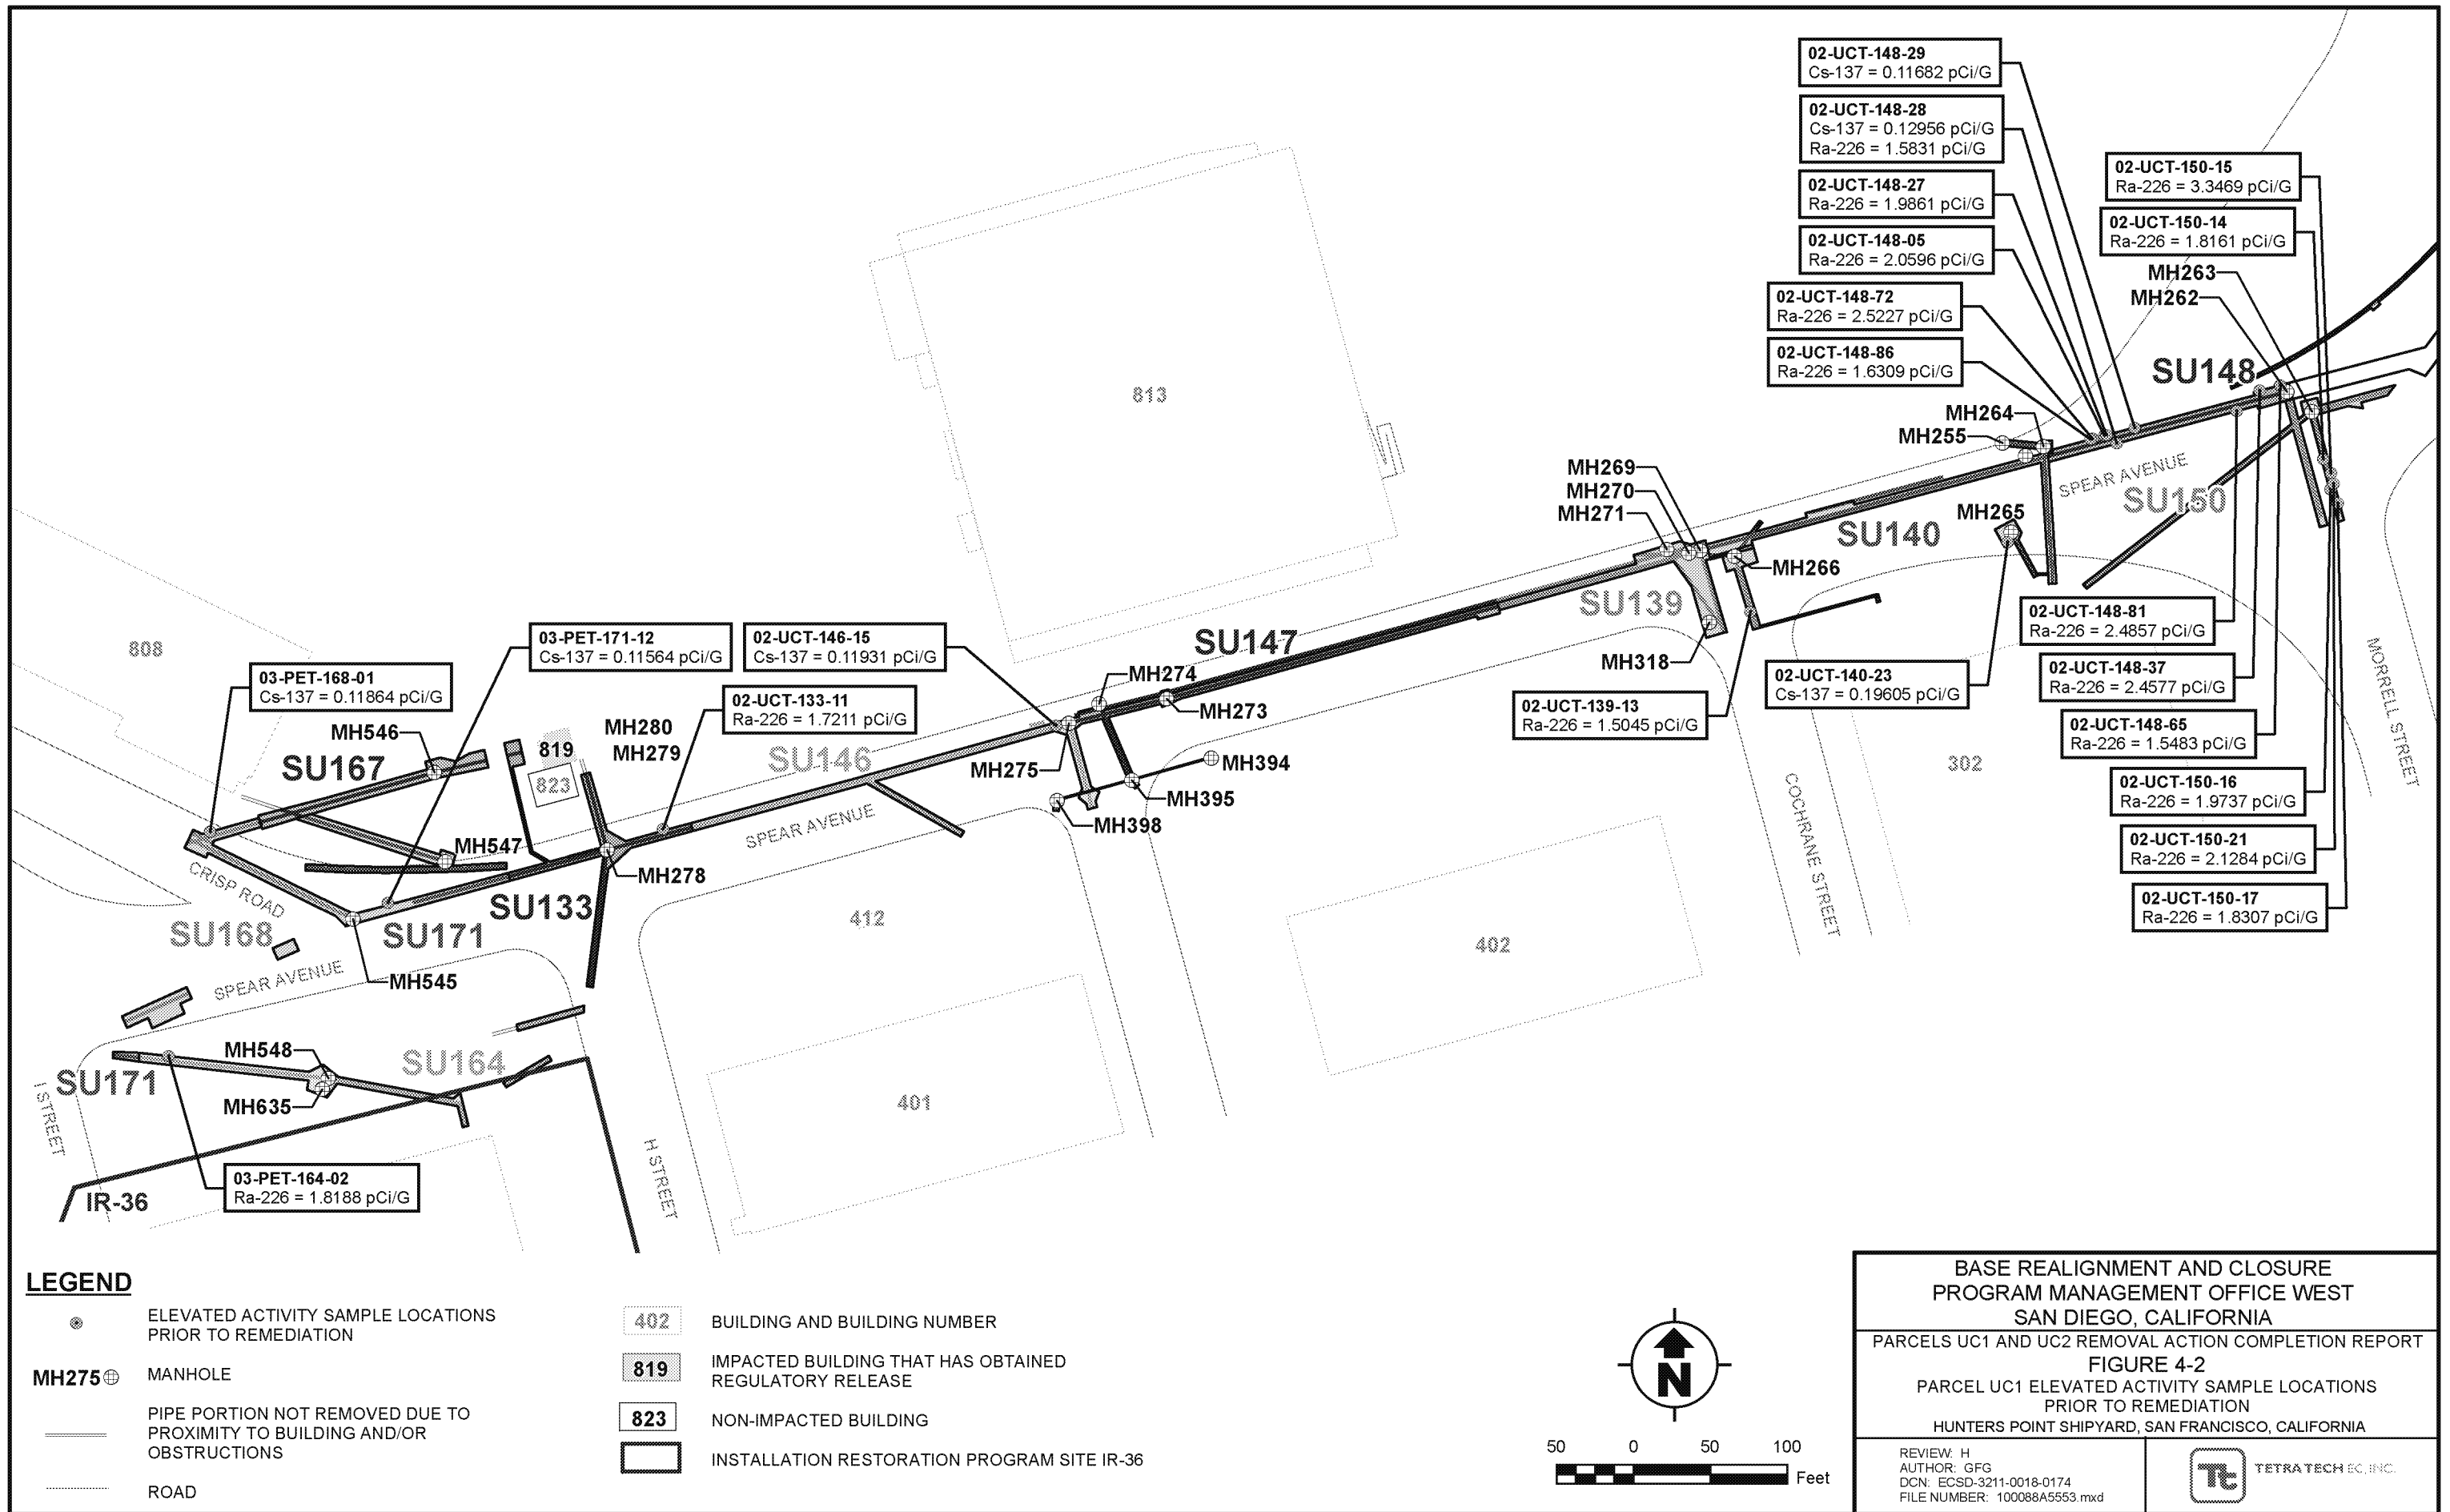 02-UCT-148-29
Cs-137 = 0.11682 pCi/G
02-UCT-148-28
Cs-137 = 0.12956 pCi/G
Ra-226 = 1.5831 pCi/G
02-UCT-148-27
Ra-226 = 1.9861 pCi/G
02-UCT-148-05
Ra-226 = 2.0596 pCi/G
02-UCT-148-72
Ra-226 = 2.5227 pCi/G
02-UCT-148-86
Ra-226 = 1.6309 pCi/G
02-UCT-150-15
Ra-226 = 3.3469 pCi/G
02-UCT-150-14
Ra-226 = 1.8161 pCi/G
MH263
MH262
SU148
MH264
MH255
SPEAR AVENUE
SU150
MH265
813
MH269
MH270
MH271
SU140
MH266
SU139
MH318
02-UCT-148-81
Ra-226 = 2.4857 pCi/G
02-UCT-148-37
Ra-226 = 2.4577 pCi/G
02-UCT-148-65
Ra-226 = 1.5483 pCi/G
02-UCT-150-16
Ra-226 = 1.9737 pCi/G
02-UCT-150-21
Ra-226 = 2.1284 pCi/G
02-UCT-150-17
Ra-226 = 1.8307 pCi/G
MORRELL STREET
02-UCT-140-23
Cs-137 = 0.19605 pCi/G
02-UCT-139-13
Ra-226 = 1.5045 pCi/G
302
COCHRANE STREET
808
03-PET-168-01
Cs-137 = 0.11864 pCi/G
03-PET-171-12
Cs-137 = 0.11564 pCi/G
02-UCT-146-15
Cs-137 = 0.11931 pCi/G
02-UCT-133-11
Ra-226 = 1.7211 pCi/G
SU147
MH274
MH273
MH275
MH394
MH395
MH398
MH546
SU167
819
823
MH280
MH279
SU146
SPEAR AVENUE
MH547
MH278
CRISP ROAD
SU133
SU168
SU171
MH545
SPEAR AVENUE
412
402
401
MH548
SU164
SU171
MH635
I STREET
H STREET
03-PET-164-02
Ra-226 = 1.8188 pCi/G
IR-36
LEGEND
ELEVATED ACTIVITY SAMPLE LOCATIONS
PRIOR TO REMEDIATION
MH275
MANHOLE
PIPE PORTION NOT REMOVED DUE TO
PROXIMITY TO BUILDING AND/OR
OBSTRUCTIONS
ROAD
402
BUILDING AND BUILDING NUMBER
819
IMPACTED BUILDING THAT HAS OBTAINED
REGULATORY RELEASE
823
NON-IMPACTED BUILDING
INSTALLATION RESTORATION PROGRAM SITE IR-36
N
50 0 50 100
Feet
BASE REALIGNMENT AND CLOSURE
PROGRAM MANAGEMENT OFFICE WEST
SAN DIEGO, CALIFORNIA
PARCELS UC1 AND UC2 REMOVAL ACTION COMPLETION REPORT
FIGURE 4-2
PARCEL UC1 ELEVATED ACTIVITY SAMPLE LOCATIONS
PRIOR TO REMEDIATION
HUNTERS POINT SHIPYARD, SAN FRANCISCO, CALIFORNIA
REVIEW: H
AUTHOR: GFG
DCN: ECSD-3211-0018-0174
FILE NUMBER: 100088A5553.mxd
Tt
TETRA TECH EC, INC.